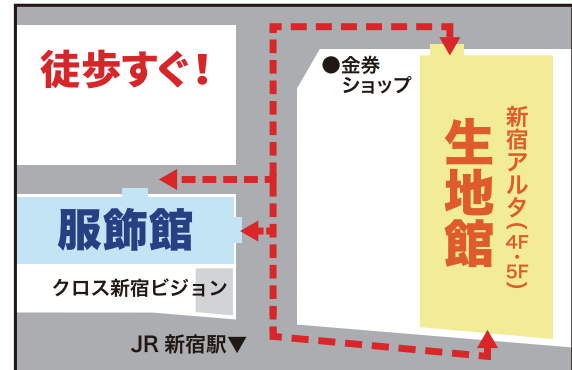 徒歩すぐ!
●金券
ショップ
新宿アルタ(4F・5F)
生地館
服飾館
クロス新宿ビジョン
JR 新宿駅▼